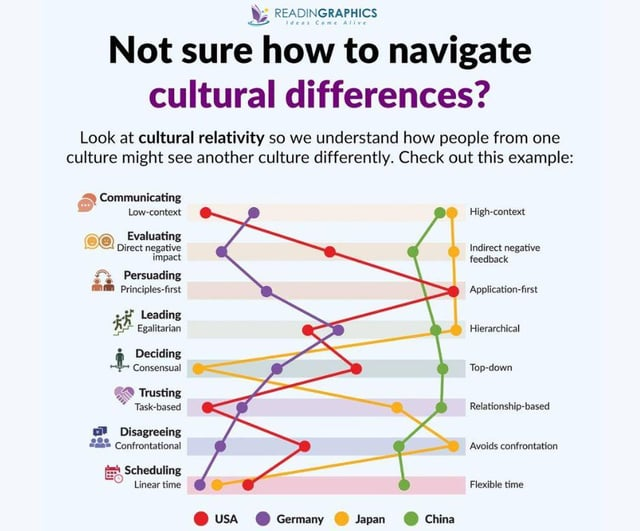 READINGRAPHICS
Ideas Come Alive
Not sure how to navigate
cultural differences?
Look at cultural relativity so we understand how people from one
culture might see another culture differently. Check out this example:
Communicating
Low-context
High-context
Evaluating
Direct negative
impact
Indirect negative
feedback
Persuading
Principles-first
Application-first
Leading
Egalitarian
Hierarchical
Deciding
Consensual
Top-down
Trusting
Task-based
Relationship-based
Disagreeing
Confrontational
Avoids confrontation
Scheduling
Linear time
Flexible time
USA
Germany
Japan
China